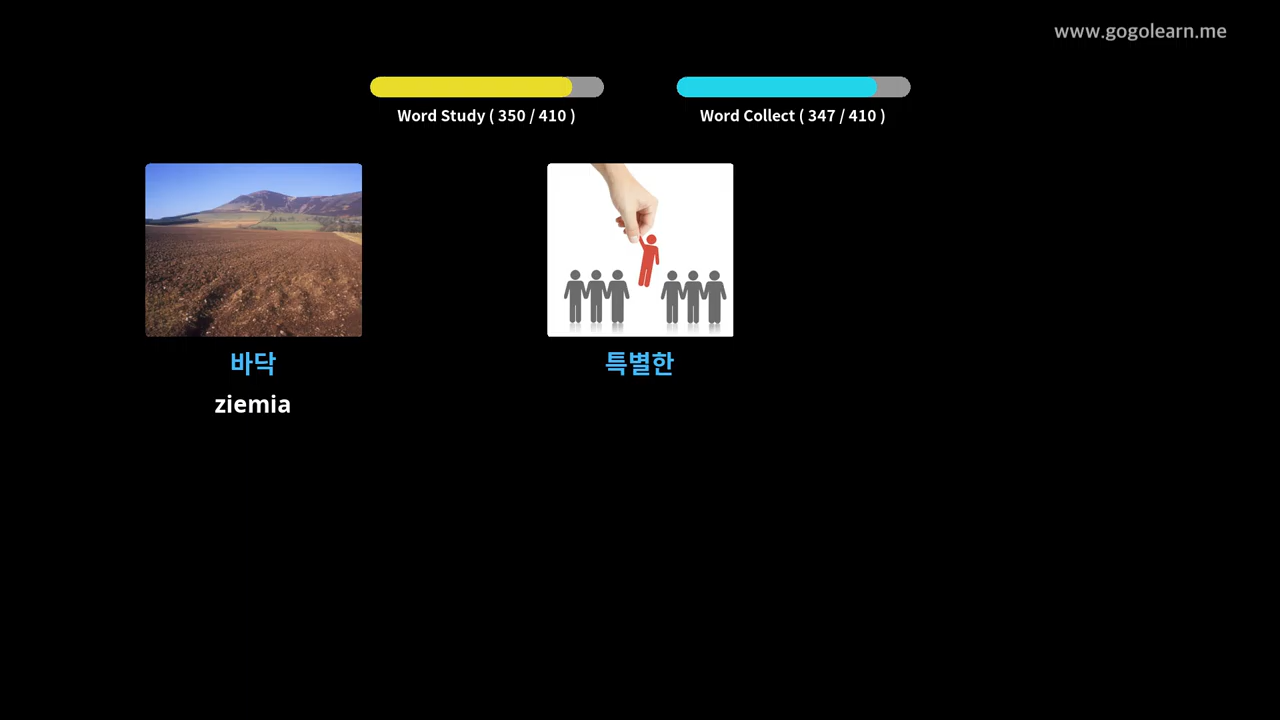 www.gogolearn.me
Word Study ( 350 / 410 )
Word Collect ( 347 / 410 )
바닥
특별한
ziemia